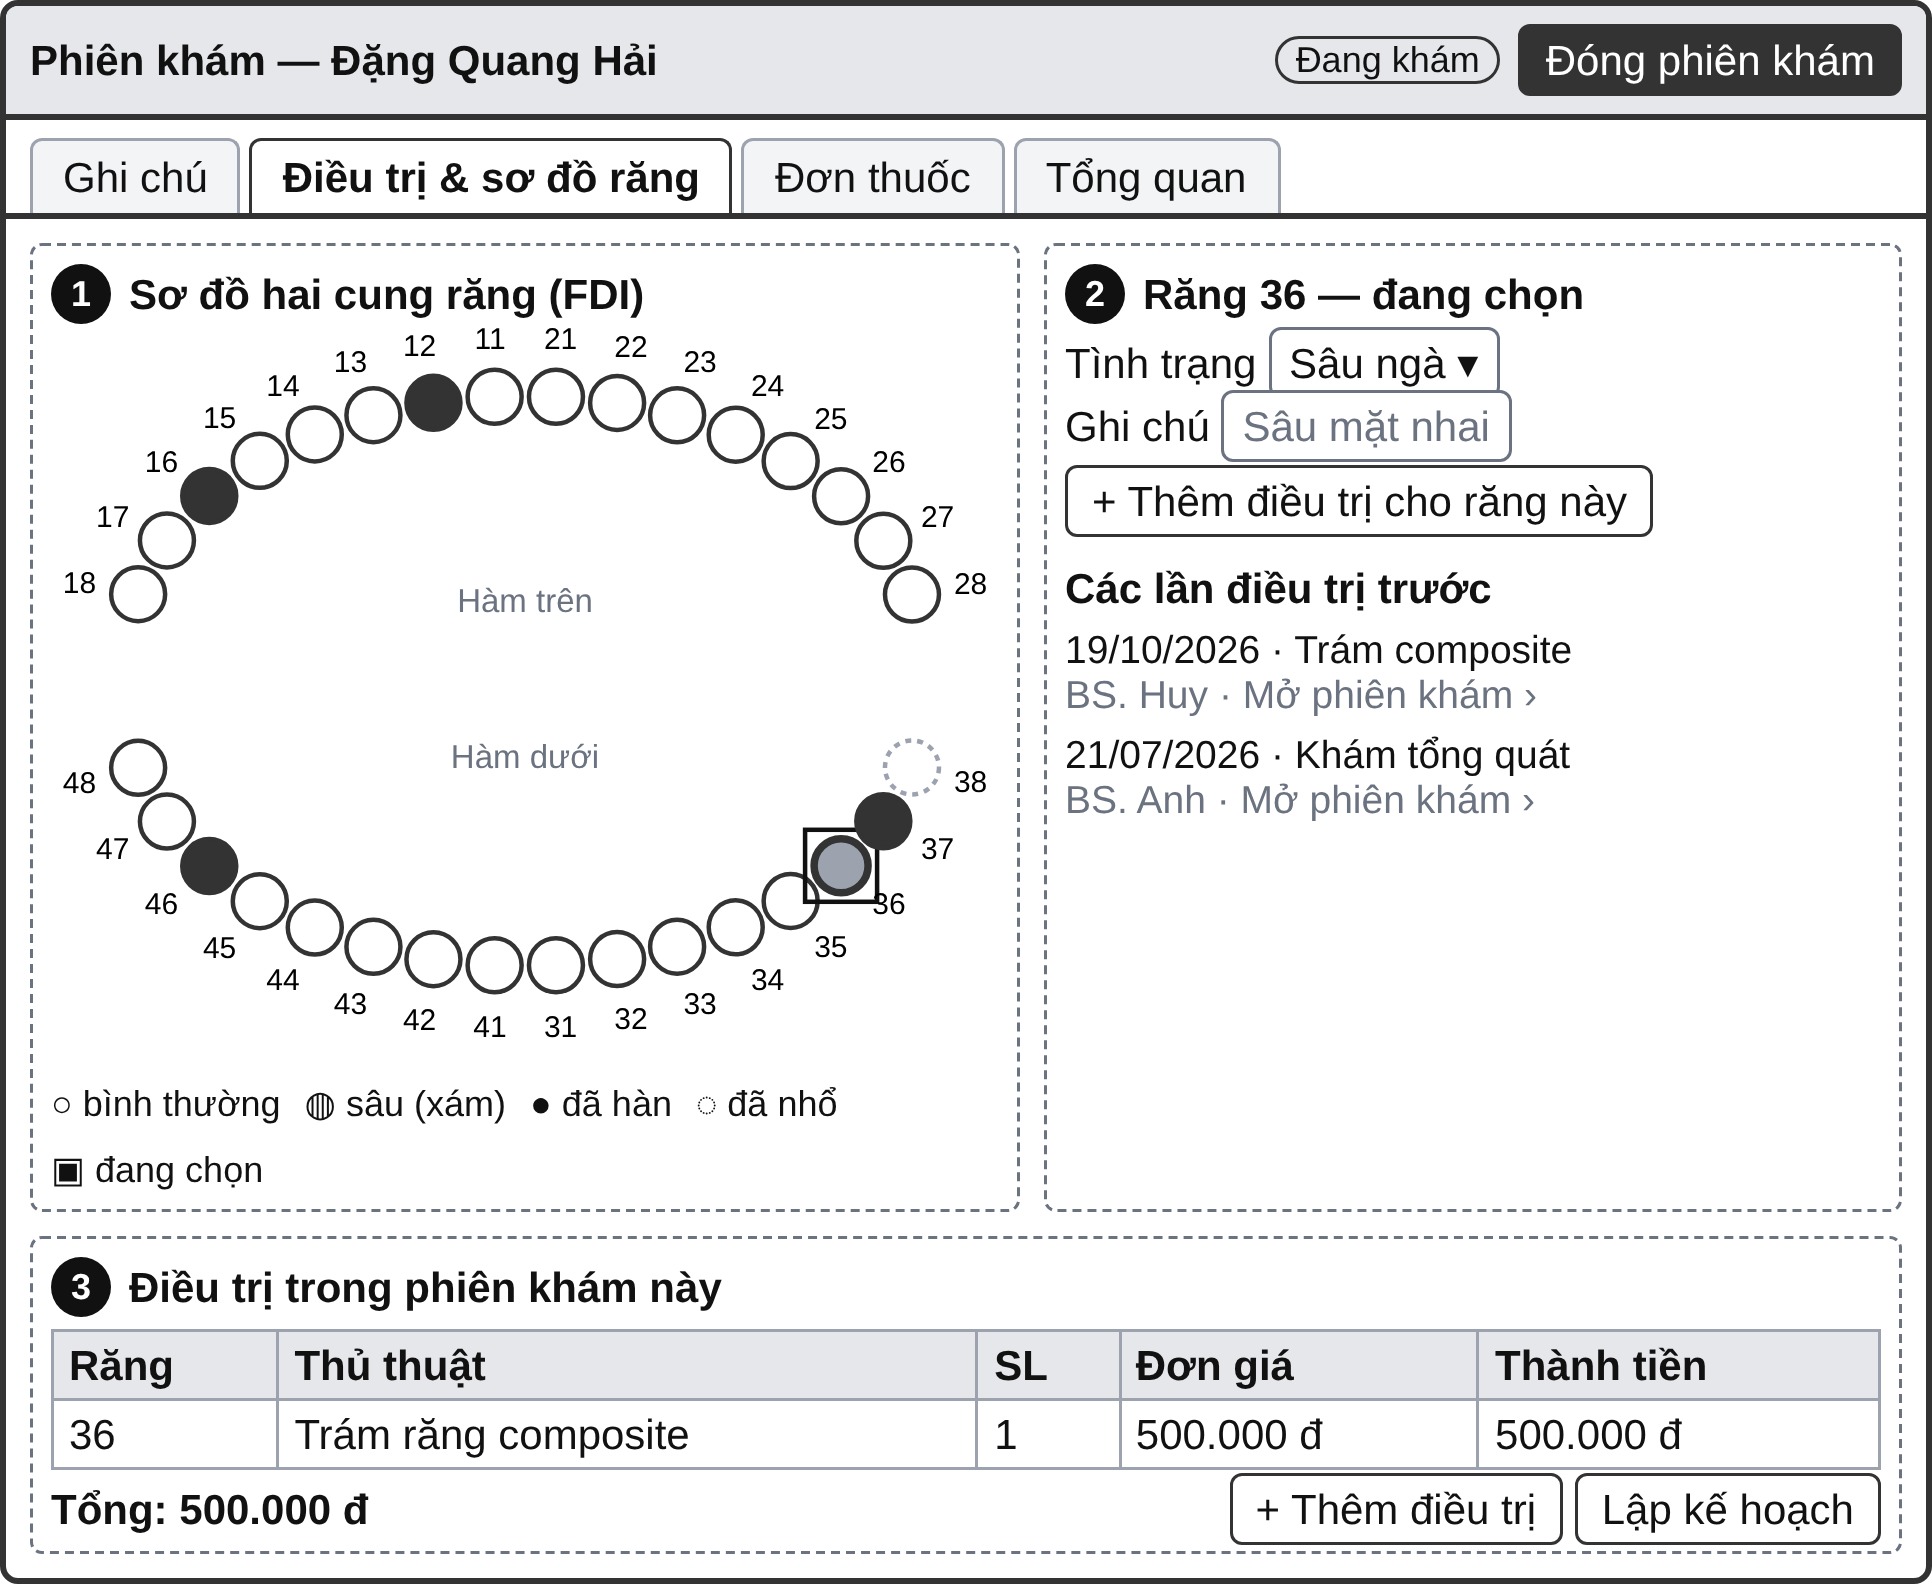 Phiên khám — Đặng Quang Hải
Đang khám
Đóng phiên khám
Ghi chú
Điều trị & sơ đồ răng
Đơn thuốc
Tổng quan
1 Sơ đồ hai cung răng (FDI)
18 17 16 15 14 13 12 11 21 22 23 24 25 26 27 28
Hàm trên
Hàm dưới
48 47 46 45 44 43 42 41 31 32 33 34 35 36 37 38
○ bình thường ◍ sâu (xám) ● đã hàn ◌ đã nhổ
▣ đang chọn
2 Răng 36 — đang chọn
Tình trạng Sâu ngà ▾
Ghi chú Sâu mặt nhai
+ Thêm điều trị cho răng này
Các lần điều trị trước
19/10/2026 · Trám composite
BS. Huy · Mở phiên khám ›
21/07/2026 · Khám tổng quát
BS. Anh · Mở phiên khám ›
3 Điều trị trong phiên khám này
Răng Thủ thuật SL Đơn giá Thành tiền
36 Trám răng composite 1 500.000 đ 500.000 đ
Tổng: 500.000 đ
+ Thêm điều trị
Lập kế hoạch